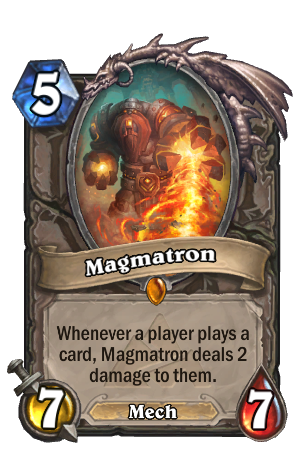 5
Magmatron
Whenever a player plays a
card, Magmatron deals 2
damage to them.
7
Mech
7